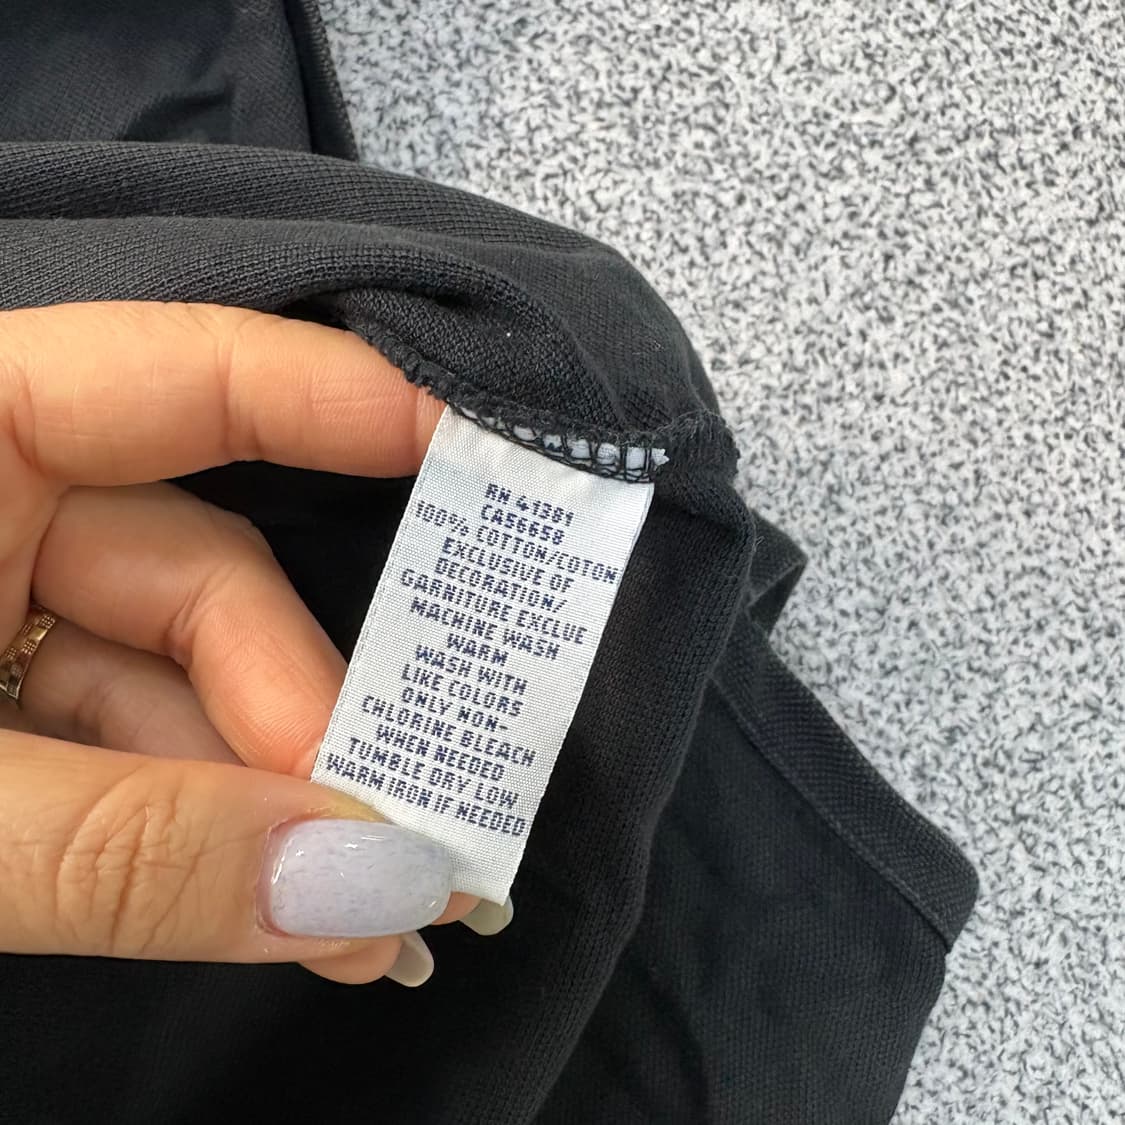 RN 41381
CA56658
100% COTTON/COTON
EXCLUSIVE OF
DECORATION/
GARNITURE EXCLUE
MACHINE WASH
WARM
WASH WITH
LIKE COLORS
ONLY NON-
CHLORINE BLEACH
WHEN NEEDED
TUMBLE DRY LOW
WARM IRON IF NEEDED